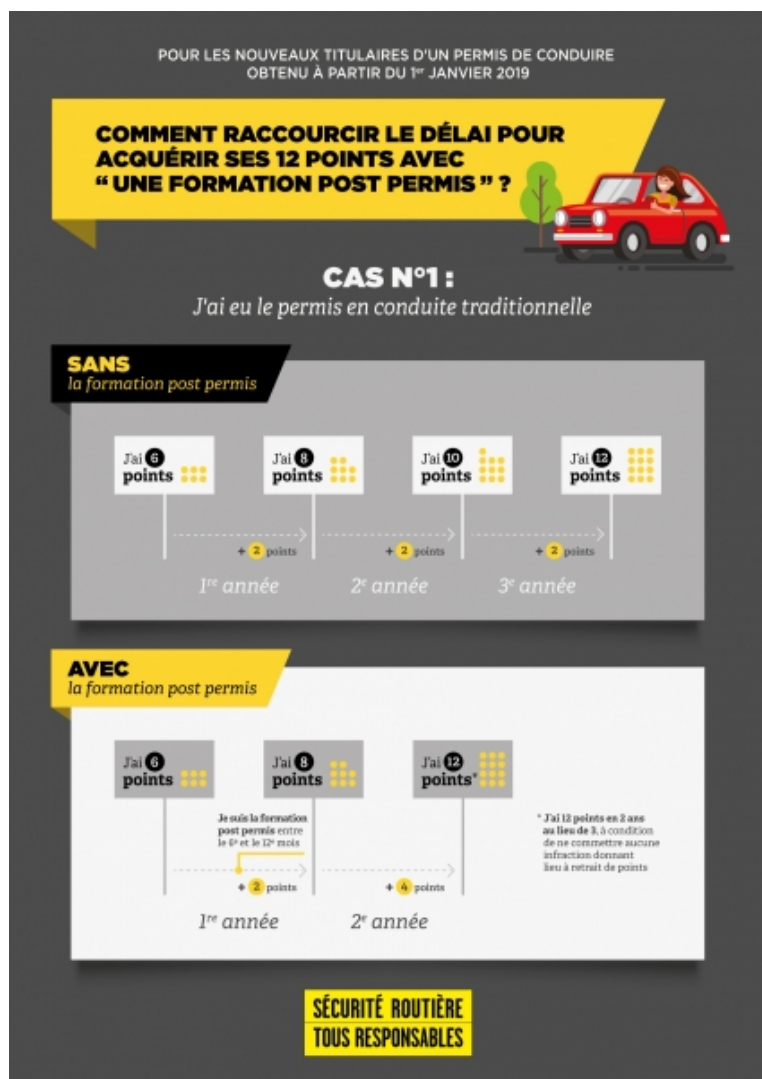 POUR LES NOUVEAUX TITULAIRES D'UN PERMIS DE CONDUIRE
OBTENU À PARTIR DU 1er JANVIER 2019
COMMENT RACCOURCIR LE DÉLAI POUR
ACQUÉRIR SES 12 POINTS AVEC
“ UNE FORMATION POST PERMIS ” ?
CAS N°1 :
J'ai eu le permis en conduite traditionnelle
SANS
la formation post permis
J'ai 6
points
J'ai 8
points
J'ai 10
points
J'ai 12
points
+ 2 points
+ 2 points
+ 2 points
1re année
2e année
3e année
AVEC
la formation post permis
J'ai 6
points
J'ai 8
points
J'ai 12
points*
Je suis la formation
post permis entre
le 6e et le 12e mois
+ 2 points
+ 4 points
1re année
2e année
* J'ai 12 points en 2 ans
au lieu de 3, à condition
de ne commettre aucune
infraction donnant
lieu à retrait de points
SÉCURITÉ ROUTIÈRE
TOUS RESPONSABLES